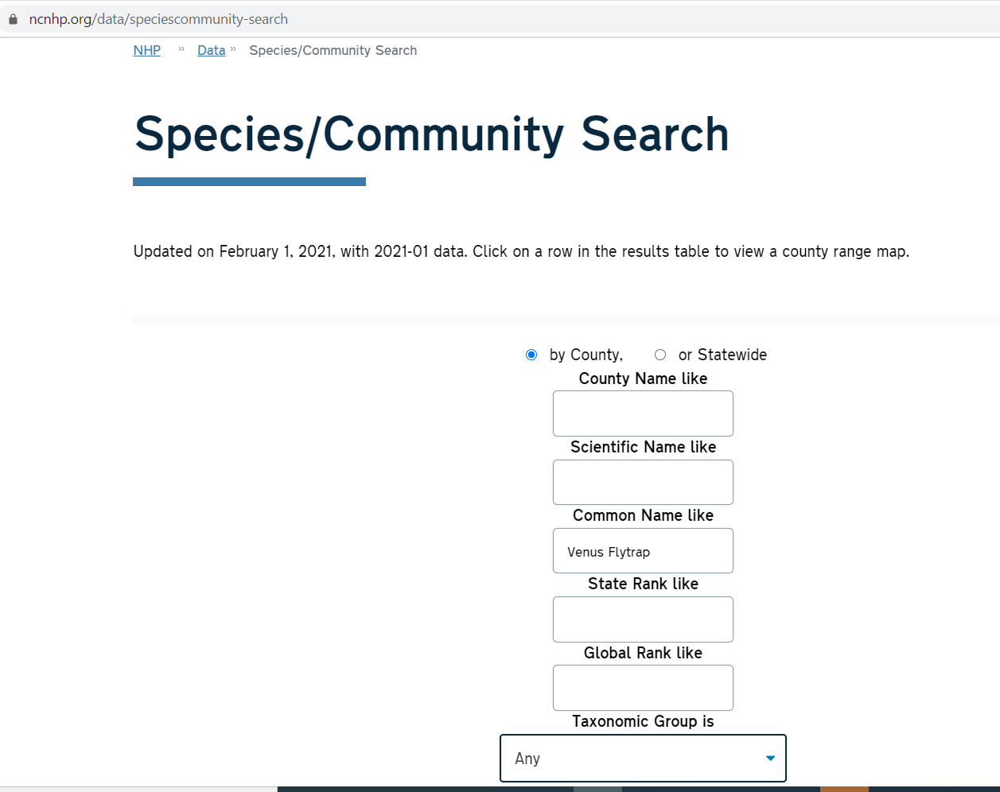 ncnhp.org/data/speciescommunity-search
NHP » Data » Species/Community Search
Species/Community Search
Updated on February 1, 2021, with 2021-01 data. Click on a row in the results table to view a county range map.
by County, or Statewide
County Name like
Scientific Name like
Common Name like
Venus Flytrap
State Rank like
Global Rank like
Taxonomic Group is
Any